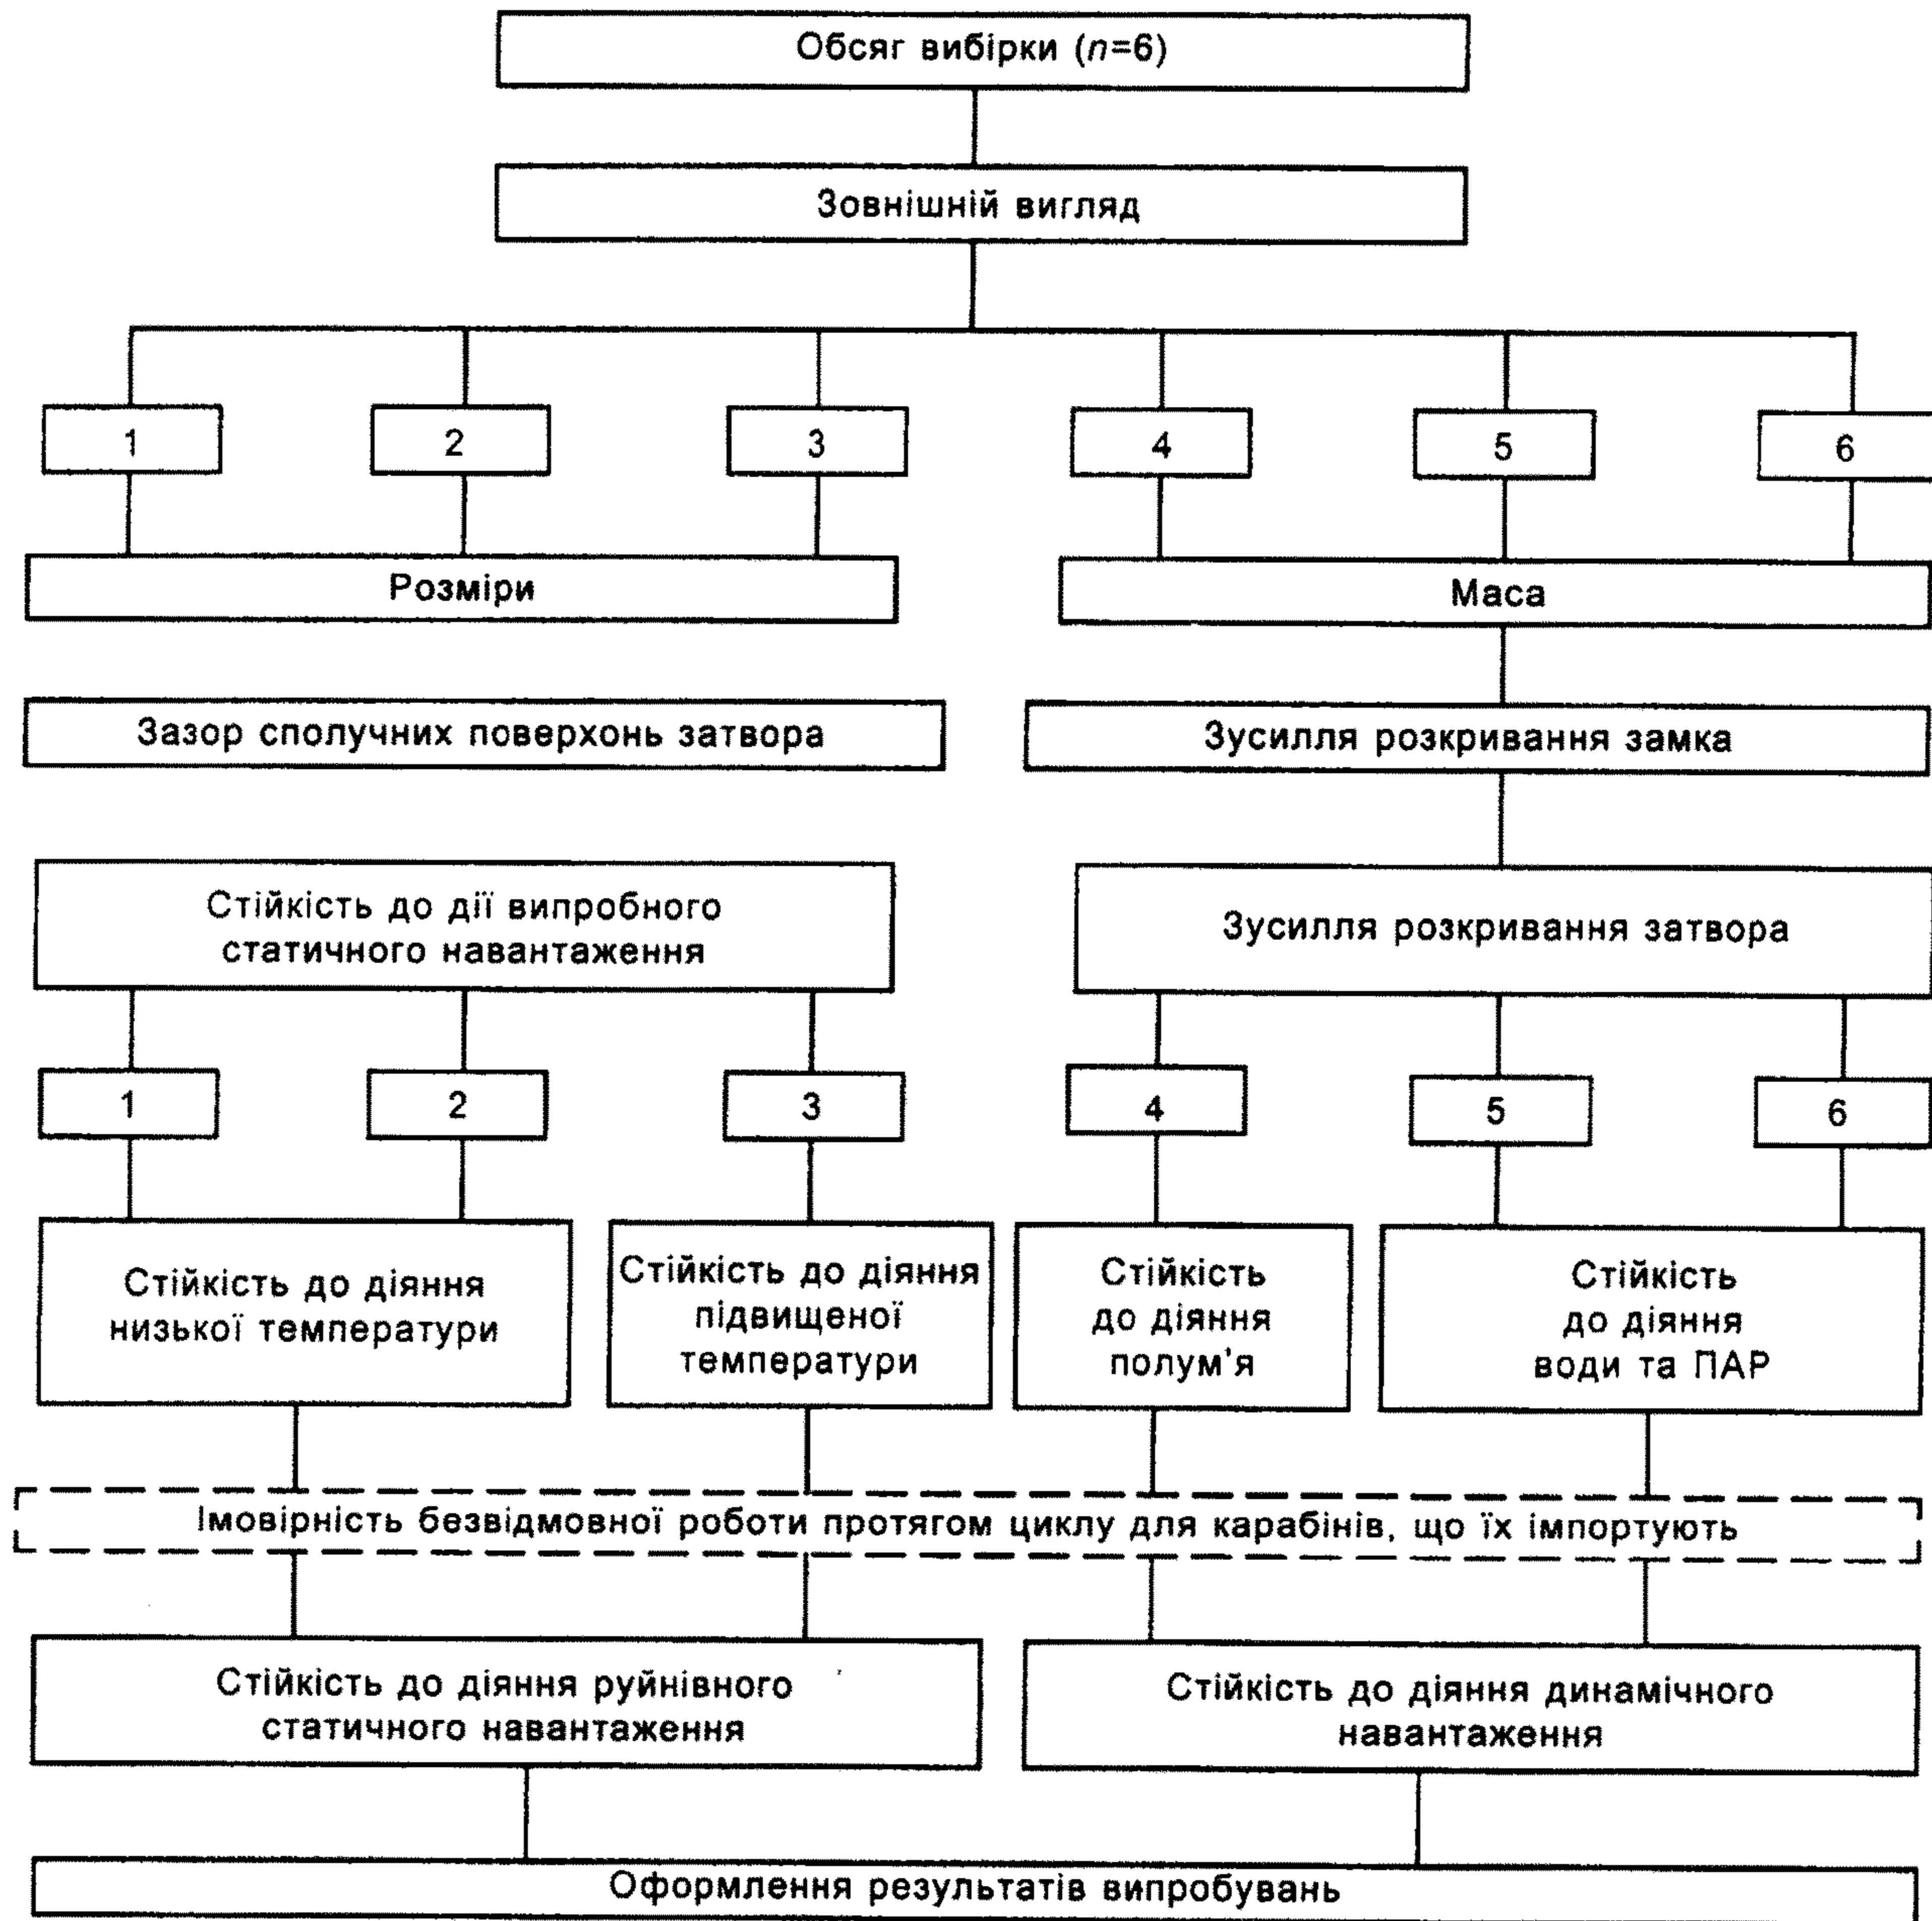 Обсяг вибірки (n=6)
Зовнішній вигляд
1
2
3
4
5
6
Розміри
Маса
Зазор сполучних поверхонь затвора
Зусилля розкривання замка
Стійкість до дії випробного
статичного навантаження
Зусилля розкривання затвора
1
2
3
4
5
6
Стійкість до діяння
низької температури
Стійкість до діяння
підвищеної
температури
Стійкість
до діяння
полум'я
Стійкість
до діяння
води та ПАР
Імовірність безвідмовної роботи протягом циклу для карабінів, що їх імпортують
Стійкість до діяння руйнівного
статичного навантаження
Стійкість до діяння динамічного
навантаження
Оформлення результатів випробувань